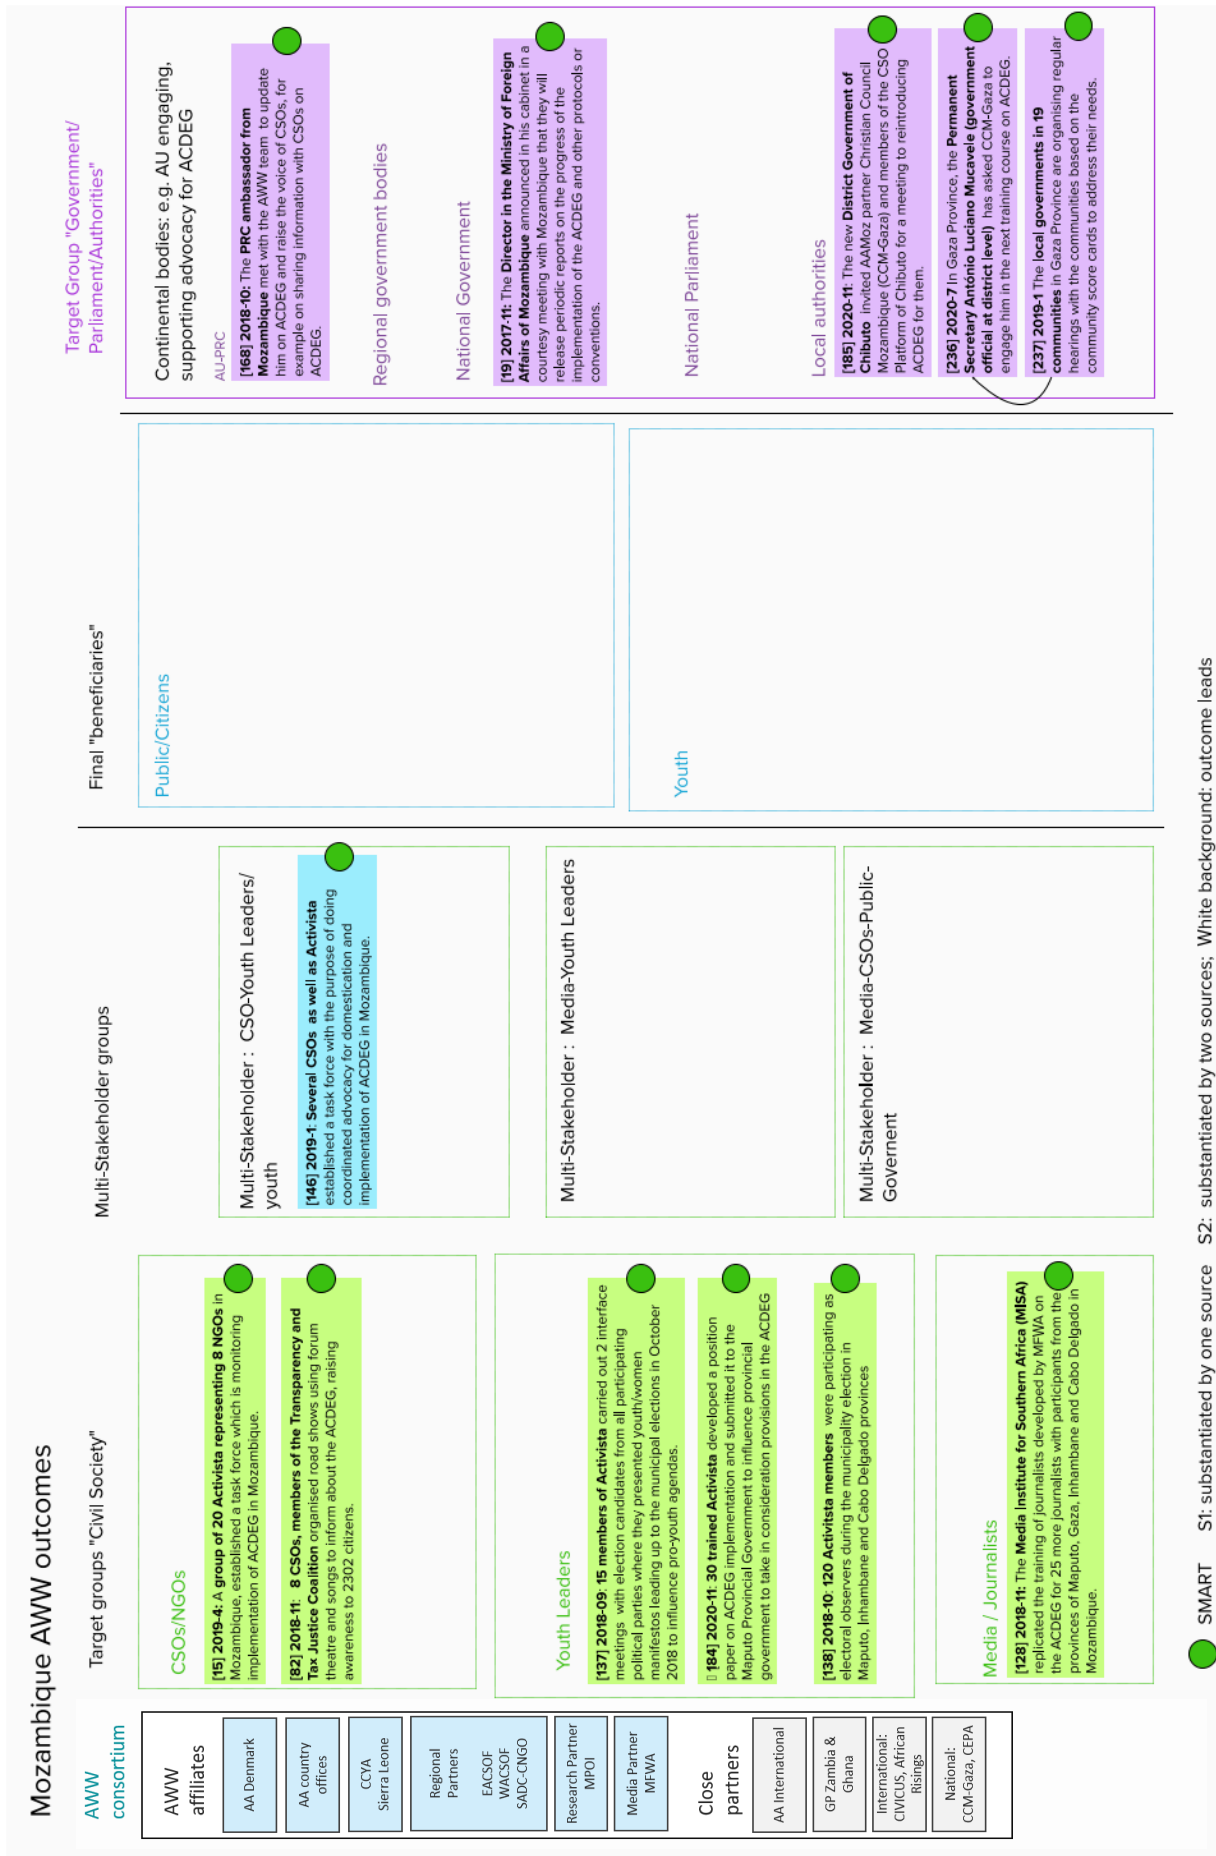 Mozambique AWW outcomes
AWW
consortium
AWW
affiliates
AA Denmark
AA country
offices
CCYA
Sierra Leone
Regional
Partners
EACSOF
WACSOF
SADC-CNGO
Research Partner
MPOI
Media Partner
MFWA
Close
partners
AA International
GP Zambia &
Ghana
International:
CIVICUS, African
Risings
National:
CCM-Gaza, CEPA
Target groups "Civil Society"
CSOs/NGOs
[15] 2019-4: A group of 20 Activista representing 8 NGOs in
Mozambique, established a task force which is monitoring
implementation of ACDEG in Mozambique.
[82] 2018-11: 8 CSOs, members of the Transparency and
Tax Justice Coalition organised road shows using forum
theatre and songs to inform about the ACDEG, raising
awareness to 2302 citizens.
Youth Leaders
[137] 2018-09: 15 members of Activista carried out 2 interface
meetings with election candidates from all participating
political parties where they presented youth/women
manifestos leading up to the municipal elections in October
2018 to influence pro-youth agendas.
▯ 184] 2020-11: 30 trained Activista developed a position
paper on ACDEG implementation and submitted it to the
Maputo Provincial Government to influence provincial
government to take in consideration provisions in the ACDEG
[138] 2018-10: 120 Activitsta members were participating as
electoral observers during the municipality election in
Maputo, Inhambane and Cabo Delgado provinces
Media / Journalists
[128] 2018-11: The Media Institute for Southern Africa (MISA)
replicated the training of journalists developed by MFWA on
the ACDEG for 25 more journalists with participants from the
provinces of Maputo, Gaza, Inhambane and Cabo Delgado in
Mozambique.
Multi-Stakeholder groups
Multi-Stakeholder : CSO-Youth Leaders/
youth
[146] 2019-1: Several CSOs as well as Activista
established a task force with the purpose of doing
coordinated advocacy for domestication and
implementation of ACDEG in Mozambique.
Multi-Stakeholder : Media-Youth Leaders
Multi-Stakeholder : Media-CSOs-Public-
GoVernent
Final "beneficiaries"
Public/Citizens
Youth
Target Group "Government/
Parliament/Authorities"
Continental bodies: e.g. AU engaging,
supporting advocacy for ACDEG
AU-PRC
[168] 2018-10: The PRC ambassador from
Mozambique met with the AWW team to update
him on ACDEG and raise the voice of CSOs, for
example on sharing information with CSOs on
ACDEG.
Regional government bodies
National Government
[19] 2017-11: The Director in the Ministry of Foreign
Affairs of Mozambique announced in his cabinet in a
courtesy meeting with Mozambique that they will
release periodic reports on the progress of the
implementation of the ACDEG and other protocols or
conventions.
National Parliament
Local authorities
[185] 2020-11: The new District Government of
Chibuto invited AAMoz partner Christian Council
Mozambique (CCM-Gaza) and members of the CSO
Platform of Chibuto for a meeting to reintroducing
ACDEG for them.
[236] 2020-7 In Gaza Province, the Permanent
Secretary António Luciano Mucavele (government
official at district level) has asked CCM-Gaza to
engage him in the next training course on ACDEG.
[237] 2019-1 The local governments in 19
communities in Gaza Province are organising regular
hearings with the communities based on the
community score cards to address their needs.
SMART S1: substantiated by one source S2: substantiated by two sources; White background: outcome leads